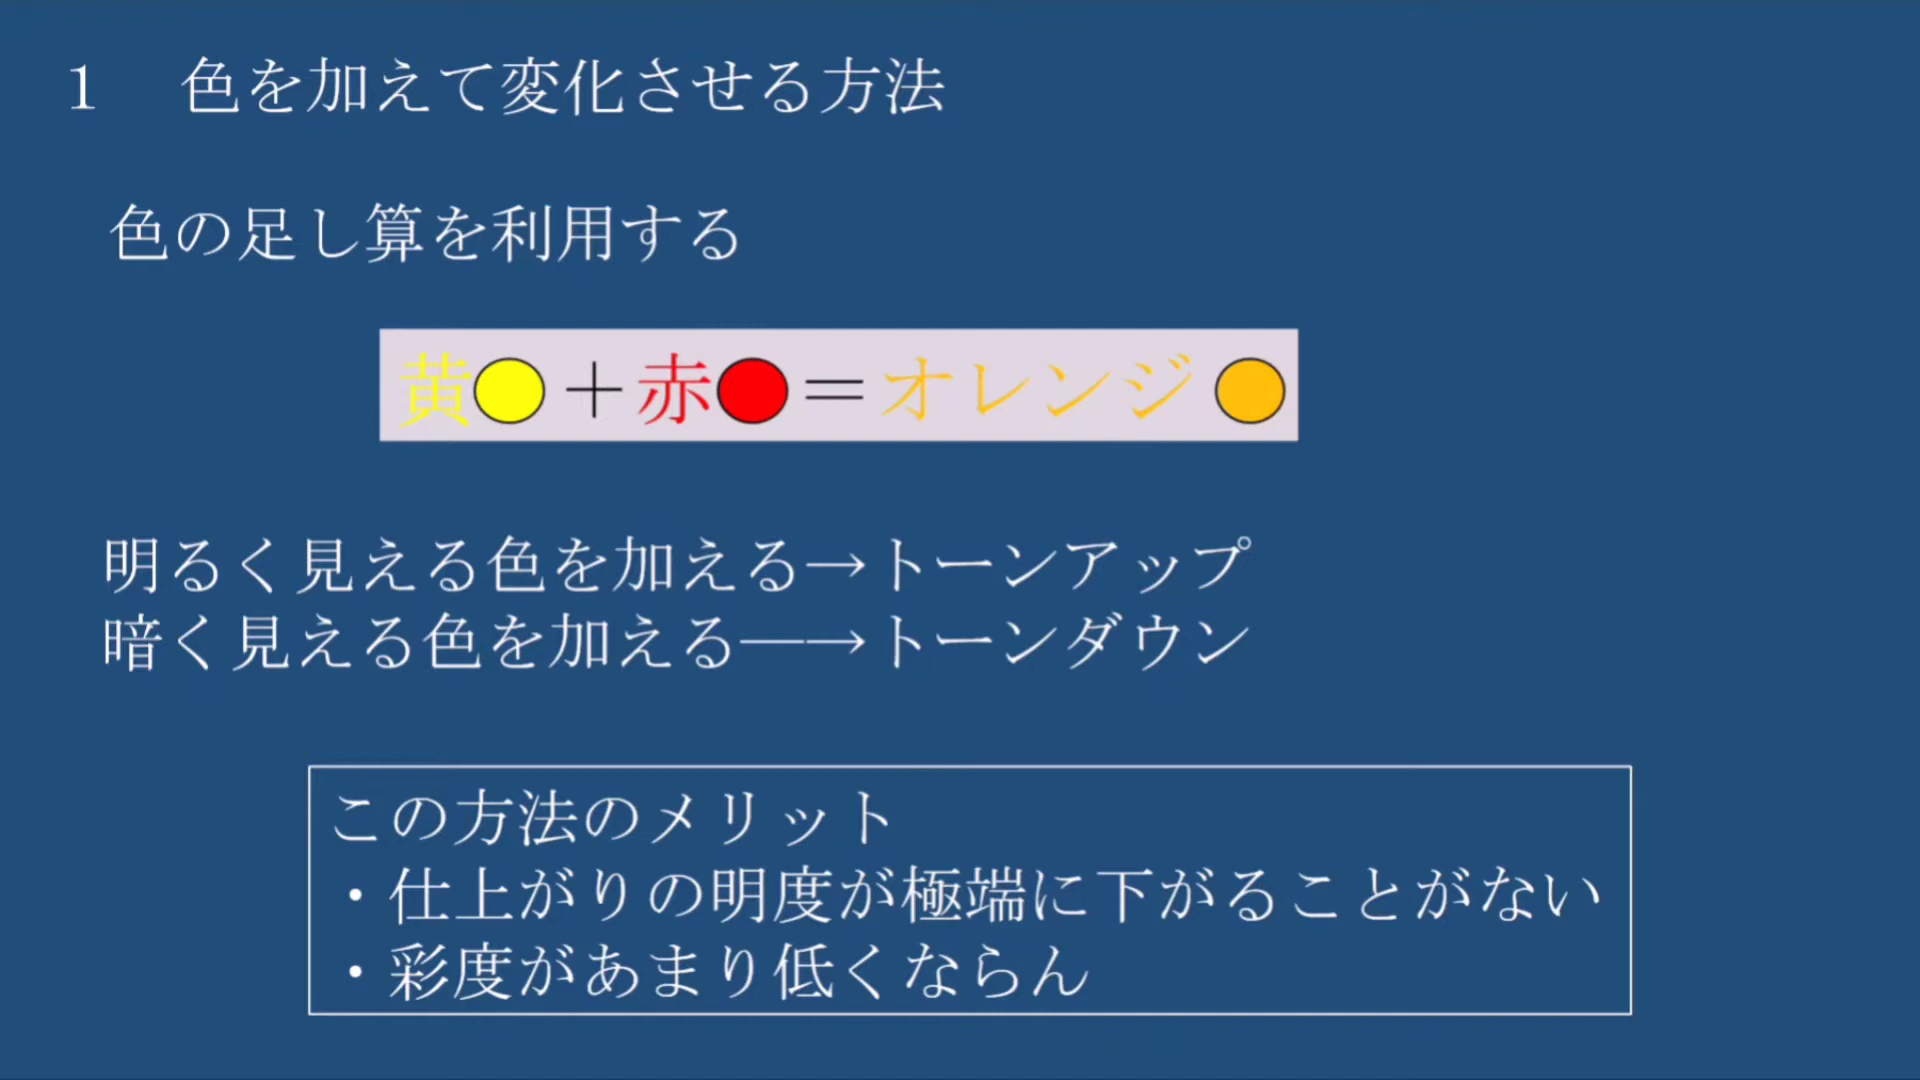 １　色を加えて変化させる方法
色の足し算を利用する
黄＋赤＝オレンジ
明るく見える色を加える→トーンアップ
暗く見える色を加える―→トーンダウン
この方法のメリット
・仕上がりの明度が極端に下がることがない
・彩度があまり低くならん